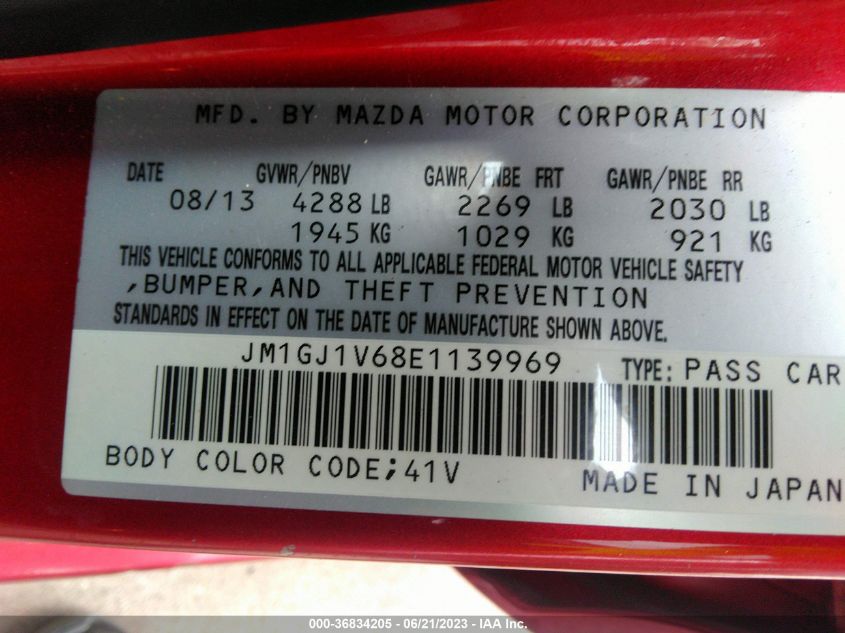 MFD. BY MAZDA MOTOR CORPORATION
DATE GVWR/PNBV GAWR/PNBE FRT GAWR/PNBE RR
08/13 4288 LB 2269 LB 2030 LB
1945 KG 1029 KG 921 KG
THIS VEHICLE CONFORMS TO ALL APPLICABLE FEDERAL MOTOR VEHICLE SAFETY
,BUMPER,AND THEFT PREVENTION
STANDARDS IN EFFECT ON THE DATE OF MANUFACTURE SHOWN ABOVE.
JM1GJ1V68E1139969 TYPE: PASS CAR
BODY COLOR CODE;41V
MADE IN JAPAN
000-36834205 - 06/21/2023 - IAA Inc.